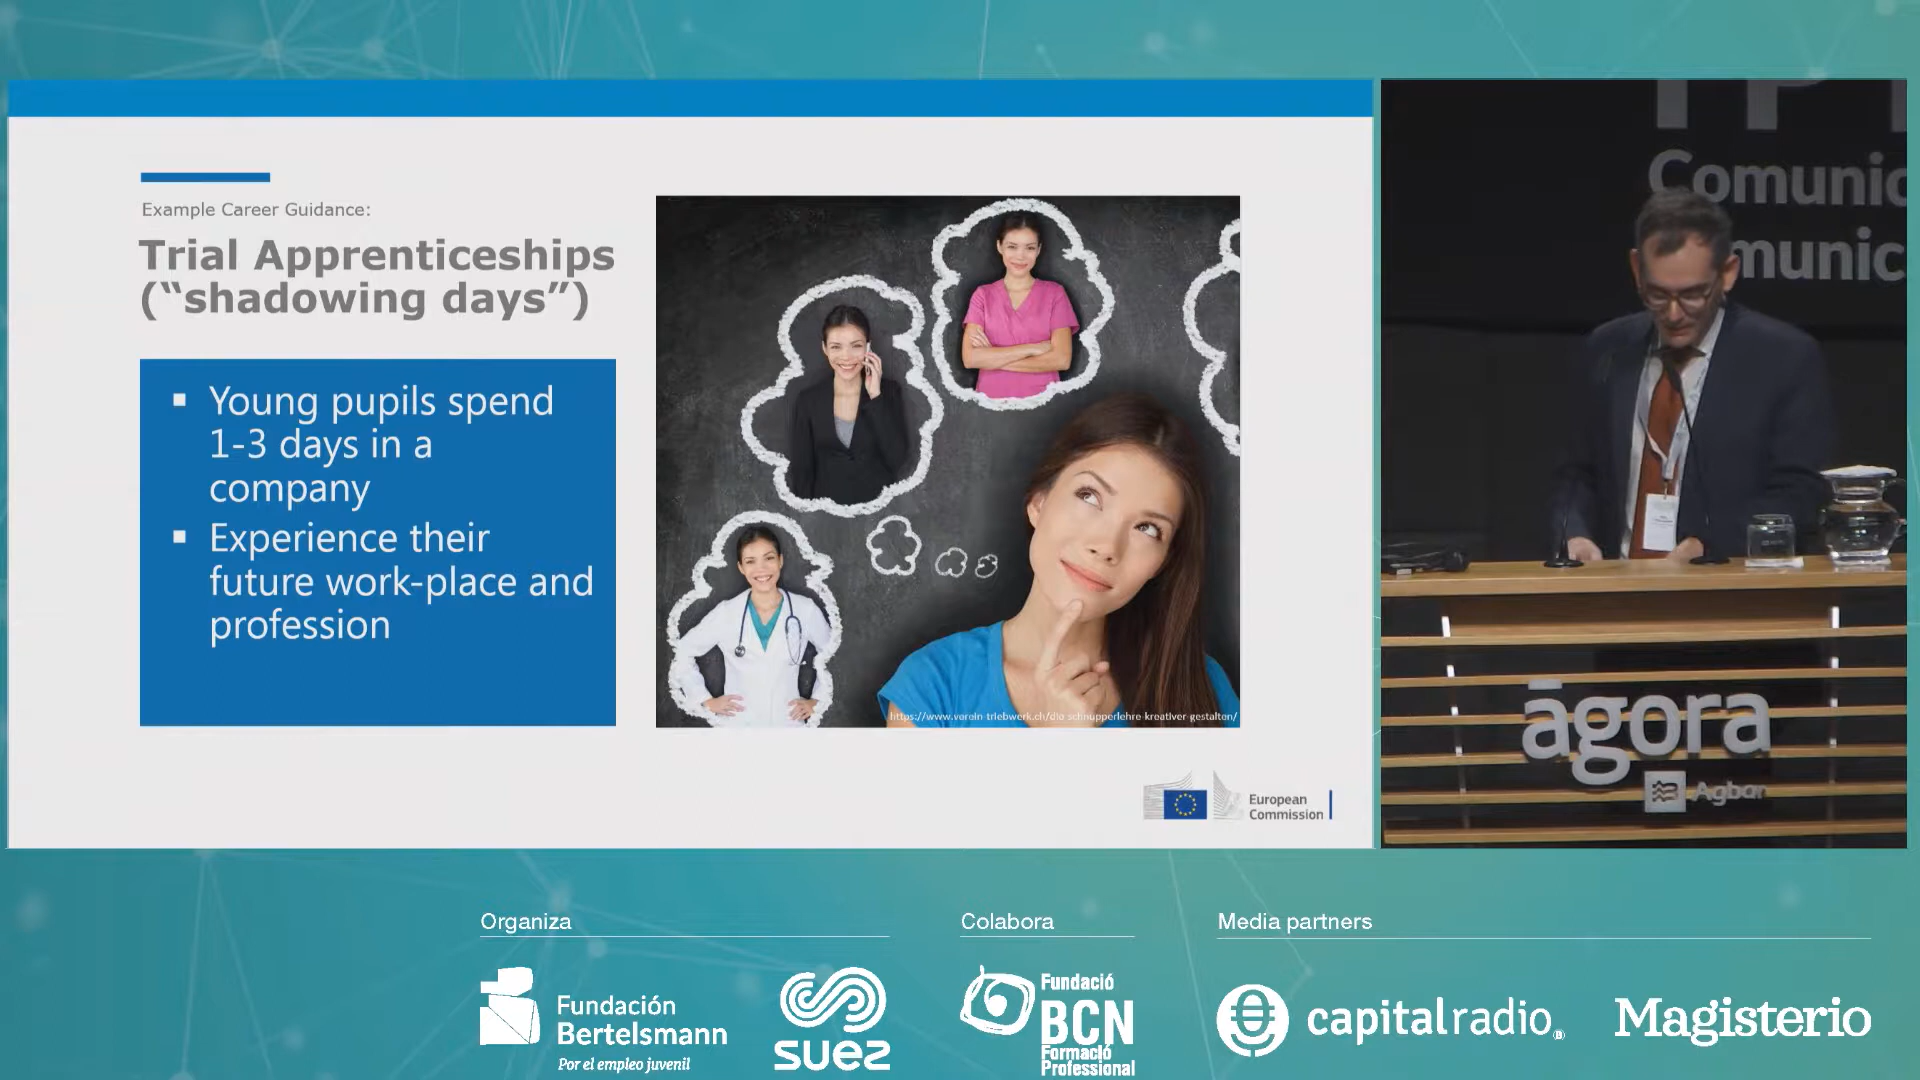 Example Career Guidance:
Trial Apprenticeships
(“shadowing days”)
▪ Young pupils spend
1-3 days in a
company
▪ Experience their
future work-place and
profession
https://www.verein-triebwerk.ch/die-schnupperlehre-kreativer-gestalten/
European
Commission
Comunic
munic
āgora
Agbar
Organiza
Fundación
Bertelsmann
Por el empleo juvenil
suez
Colabora
Fundació
BCN
Formació
Professional
Media partners
capitalradio
Magisterio